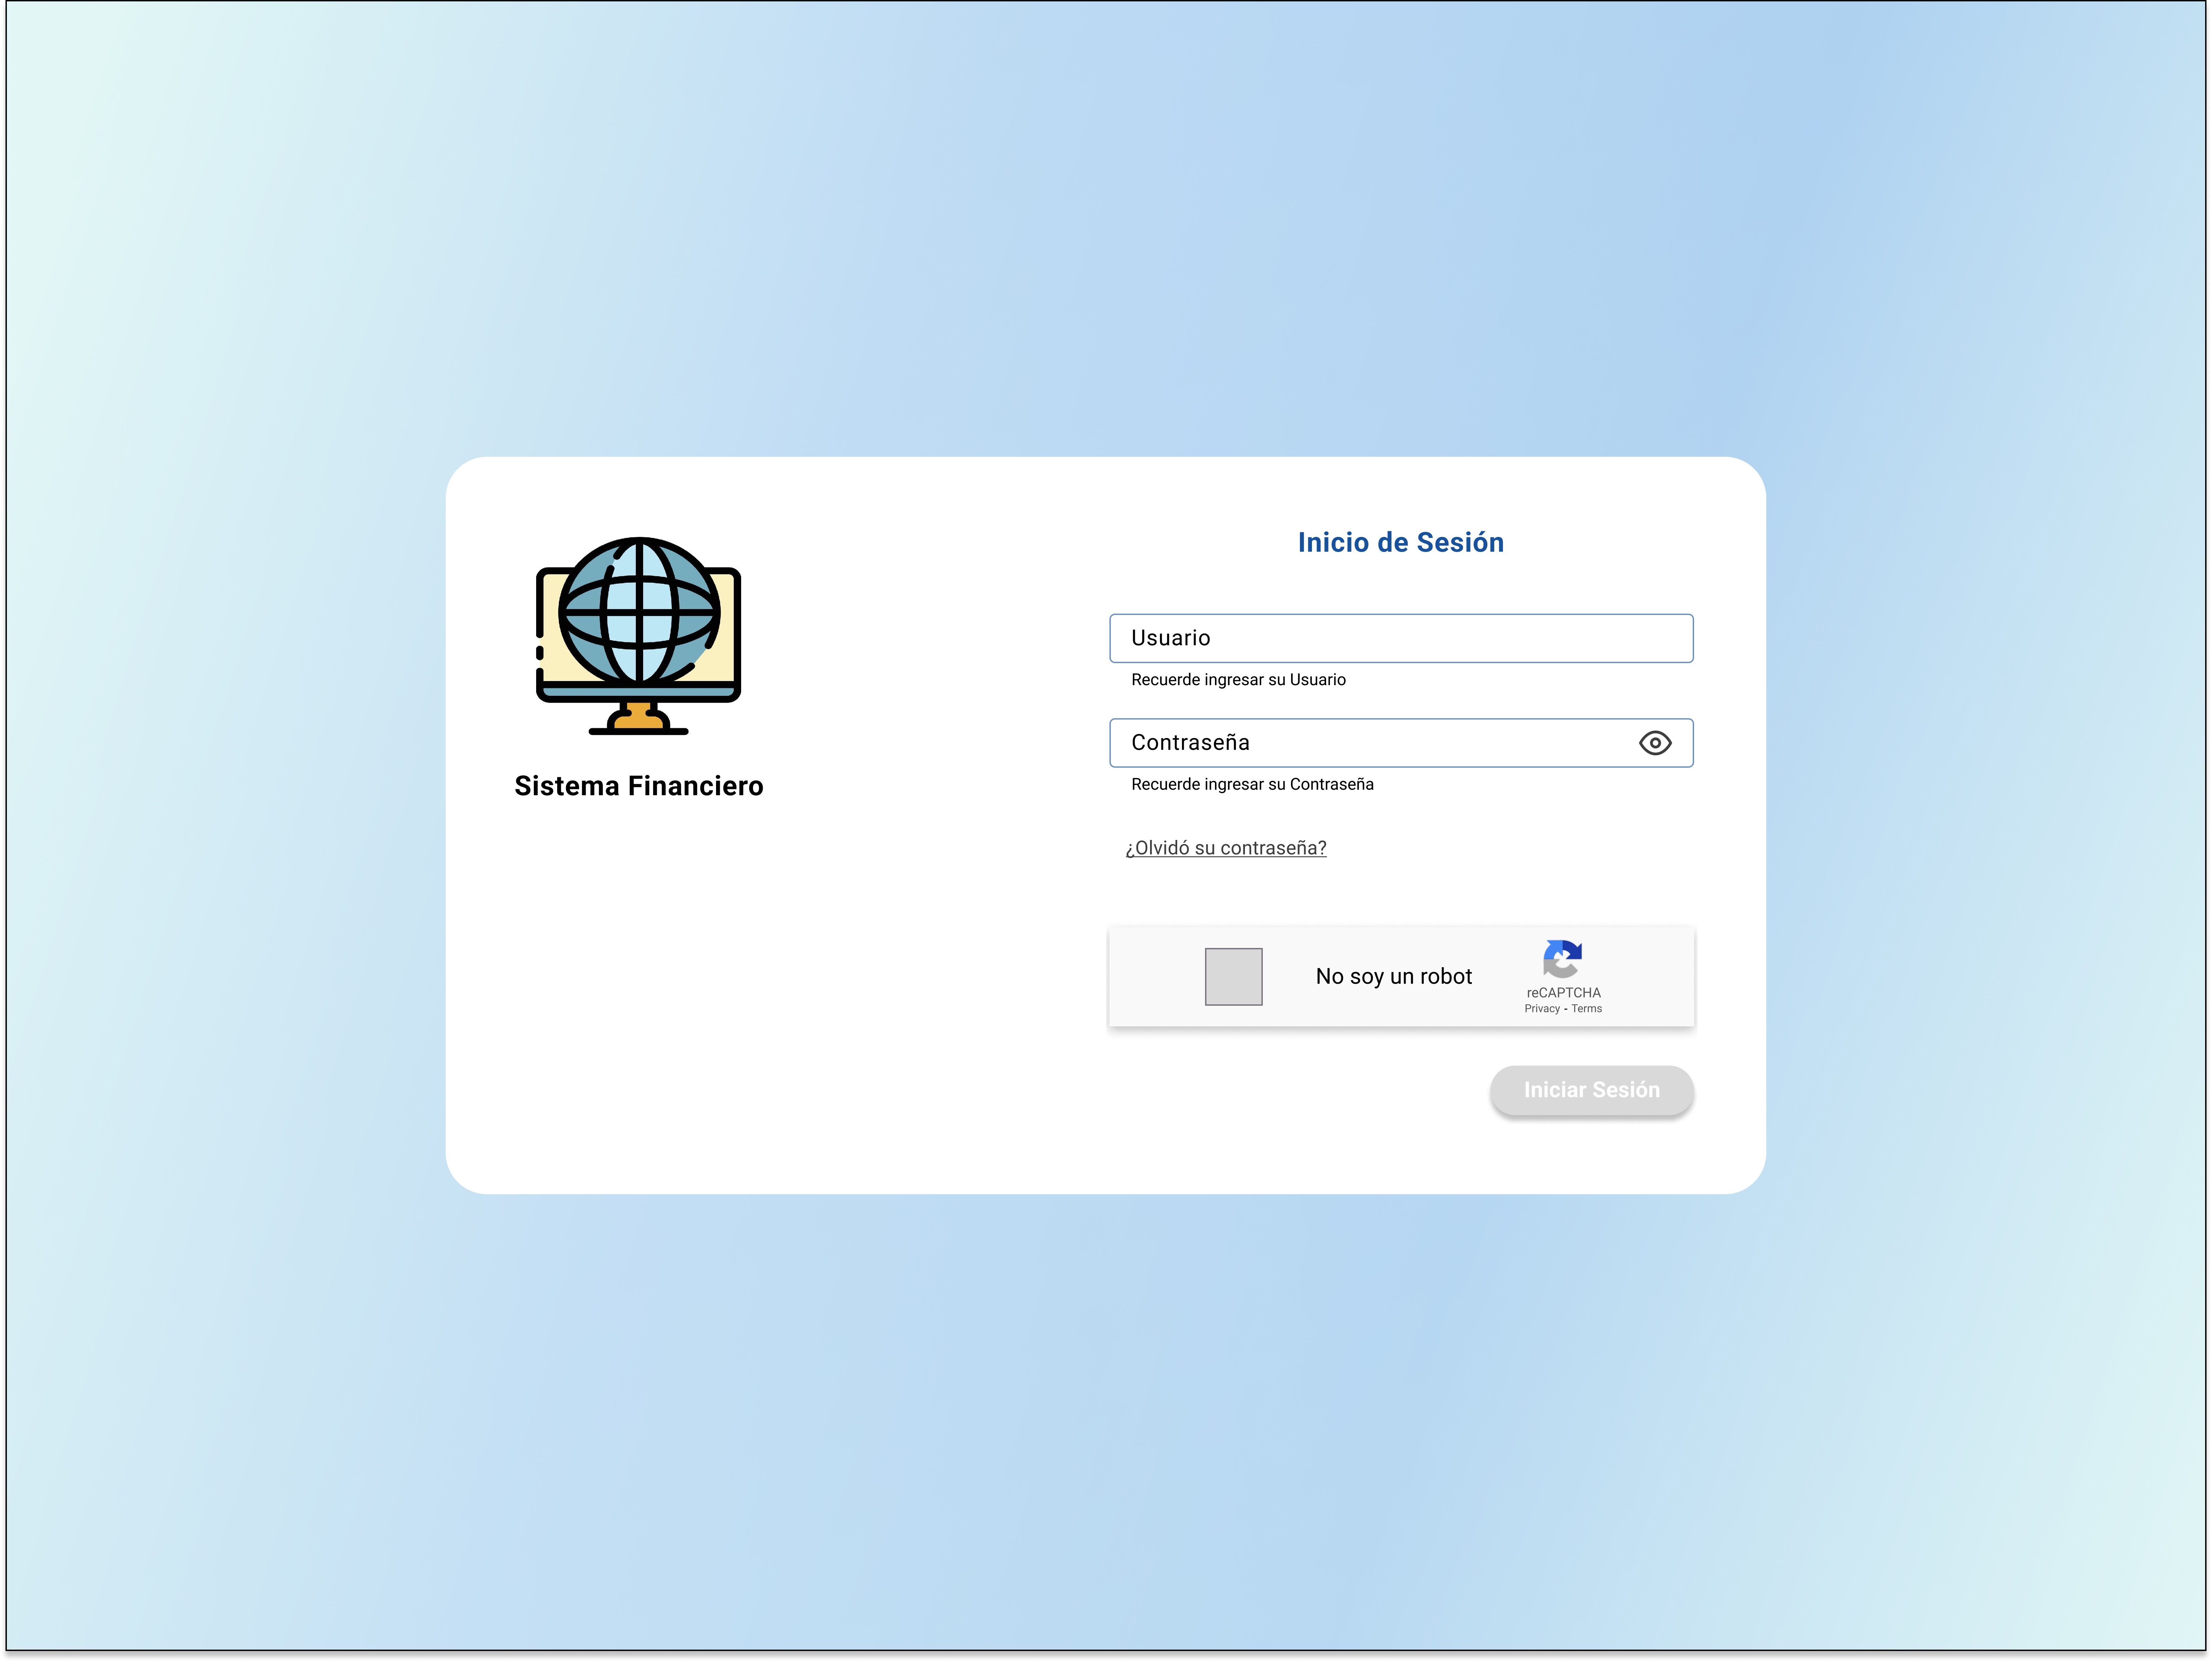 Sistema Financiero
Inicio de Sesión
Usuario
Recuerde ingresar su Usuario
Contraseña
Recuerde ingresar su Contraseña
¿Olvidó su contraseña?
No soy un robot
reCAPTCHA
Privacy - Terms
Iniciar Sesión